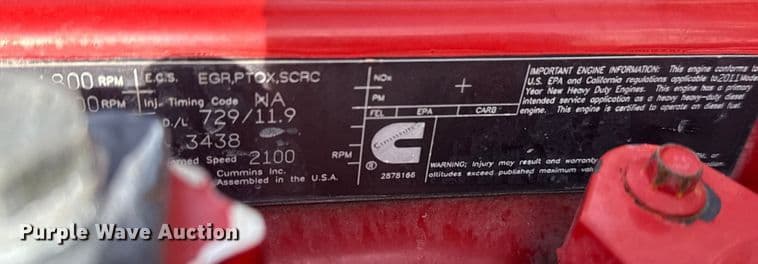 800 RPM E.C.S. EGR,PTOX,SCRC
00 RPM Inj. Timing Code NA
D./L 729/11.9
3438
Speed 2100 RPM
Cummins Inc.
Assembled in the U.S.A.
NOx
PM
FEL EPA CARB
Cummins
®
2878166
IMPORTANT ENGINE INFORMATION: This engine conforms to
U.S. EPA and California regulations applicable to 2011 Model
Year New Heavy Duty Engines. This engine has a primary
intended service application as a heavy heavy-duty diesel
engine. This engine is certified to operate on diesel fuel.
WARNING: Injury may result and warranty
altitudes exceed published maximum
or
Purple Wave Auction